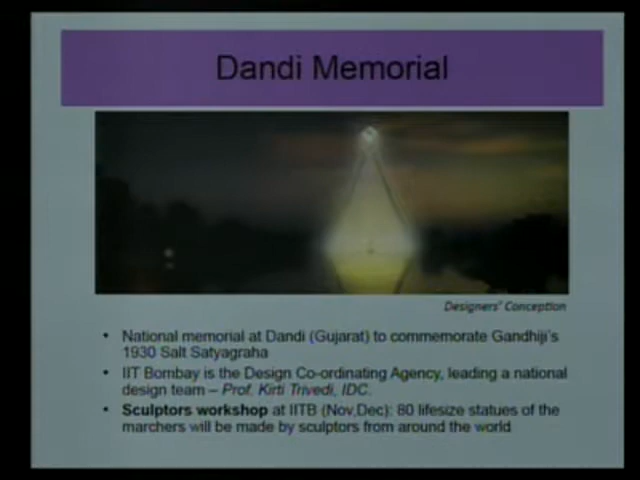 Dandi Memorial
Designers' Conception
• National memorial at Dandi (Gujarat) to commemorate Gandhiji's
1930 Salt Satyagraha
• IIT Bombay is the Design Co-ordinating Agency, leading a national
design team – Prof. Kirti Trivedi, IDC.
• Sculptors workshop at IITB (Nov,Dec): 80 lifesize statues of the
marchers will be made by sculptors from around the world